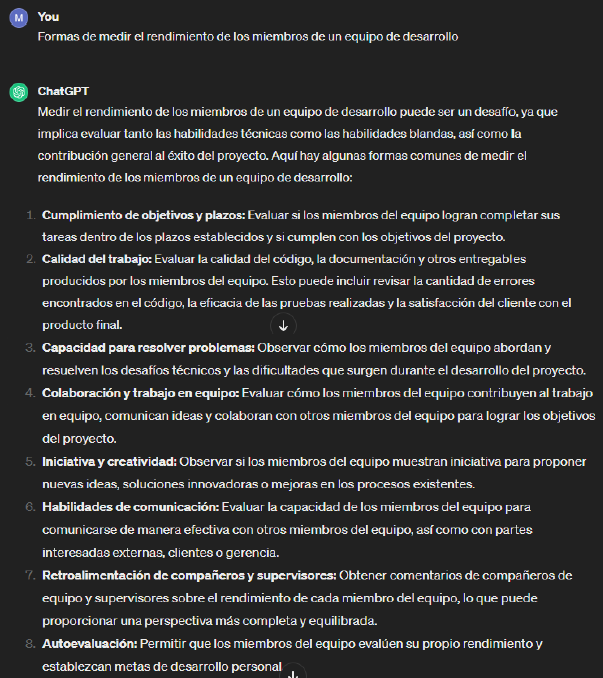 M You
Formas de medir el rendimiento de los miembros de un equipo de desarrollo
ChatGPT
Medir el rendimiento de los miembros de un equipo de desarrollo puede ser un desafío, ya que
implica evaluar tanto las habilidades técnicas como las habilidades blandas, así como la
contribución general al éxito del proyecto. Aquí hay algunas formas comunes de medir el
rendimiento de los miembros de un equipo de desarrollo:
1. Cumplimiento de objetivos y plazos: Evaluar si los miembros del equipo logran completar sus
tareas dentro de los plazos establecidos y si cumplen con los objetivos del proyecto.
2. Calidad del trabajo: Evaluar la calidad del código, la documentación y otros entregables
producidos por los miembros del equipo. Esto puede incluir revisar la cantidad de errores
encontrados en el código, la eficacia de las pruebas realizadas y la satisfacción del cliente con el
producto final.
3. Capacidad para resolver problemas: Observar cómo los miembros del equipo abordan y
resuelven los desafíos técnicos y las dificultades que surgen durante el desarrollo del proyecto.
4. Colaboración y trabajo en equipo: Evaluar cómo los miembros del equipo contribuyen al trabajo
en equipo, comunican ideas y colaboran con otros miembros del equipo para lograr los objetivos
del proyecto.
5. Iniciativa y creatividad: Observar si los miembros del equipo muestran iniciativa para proponer
nuevas ideas, soluciones innovadoras o mejoras en los procesos existentes.
6. Habilidades de comunicación: Evaluar la capacidad de los miembros del equipo para
comunicarse de manera efectiva con otros miembros del equipo, así como con partes
interesadas externas, clientes o gerencia.
7. Retroalimentación de compañeros y supervisores: Obtener comentarios de compañeros de
equipo y supervisores sobre el rendimiento de cada miembro del equipo, lo que puede
proporcionar una perspectiva más completa y equilibrada.
8. Autoevaluación: Permitir que los miembros del equipo evalúen su propio rendimiento y
establezcan metas de desarrollo personal